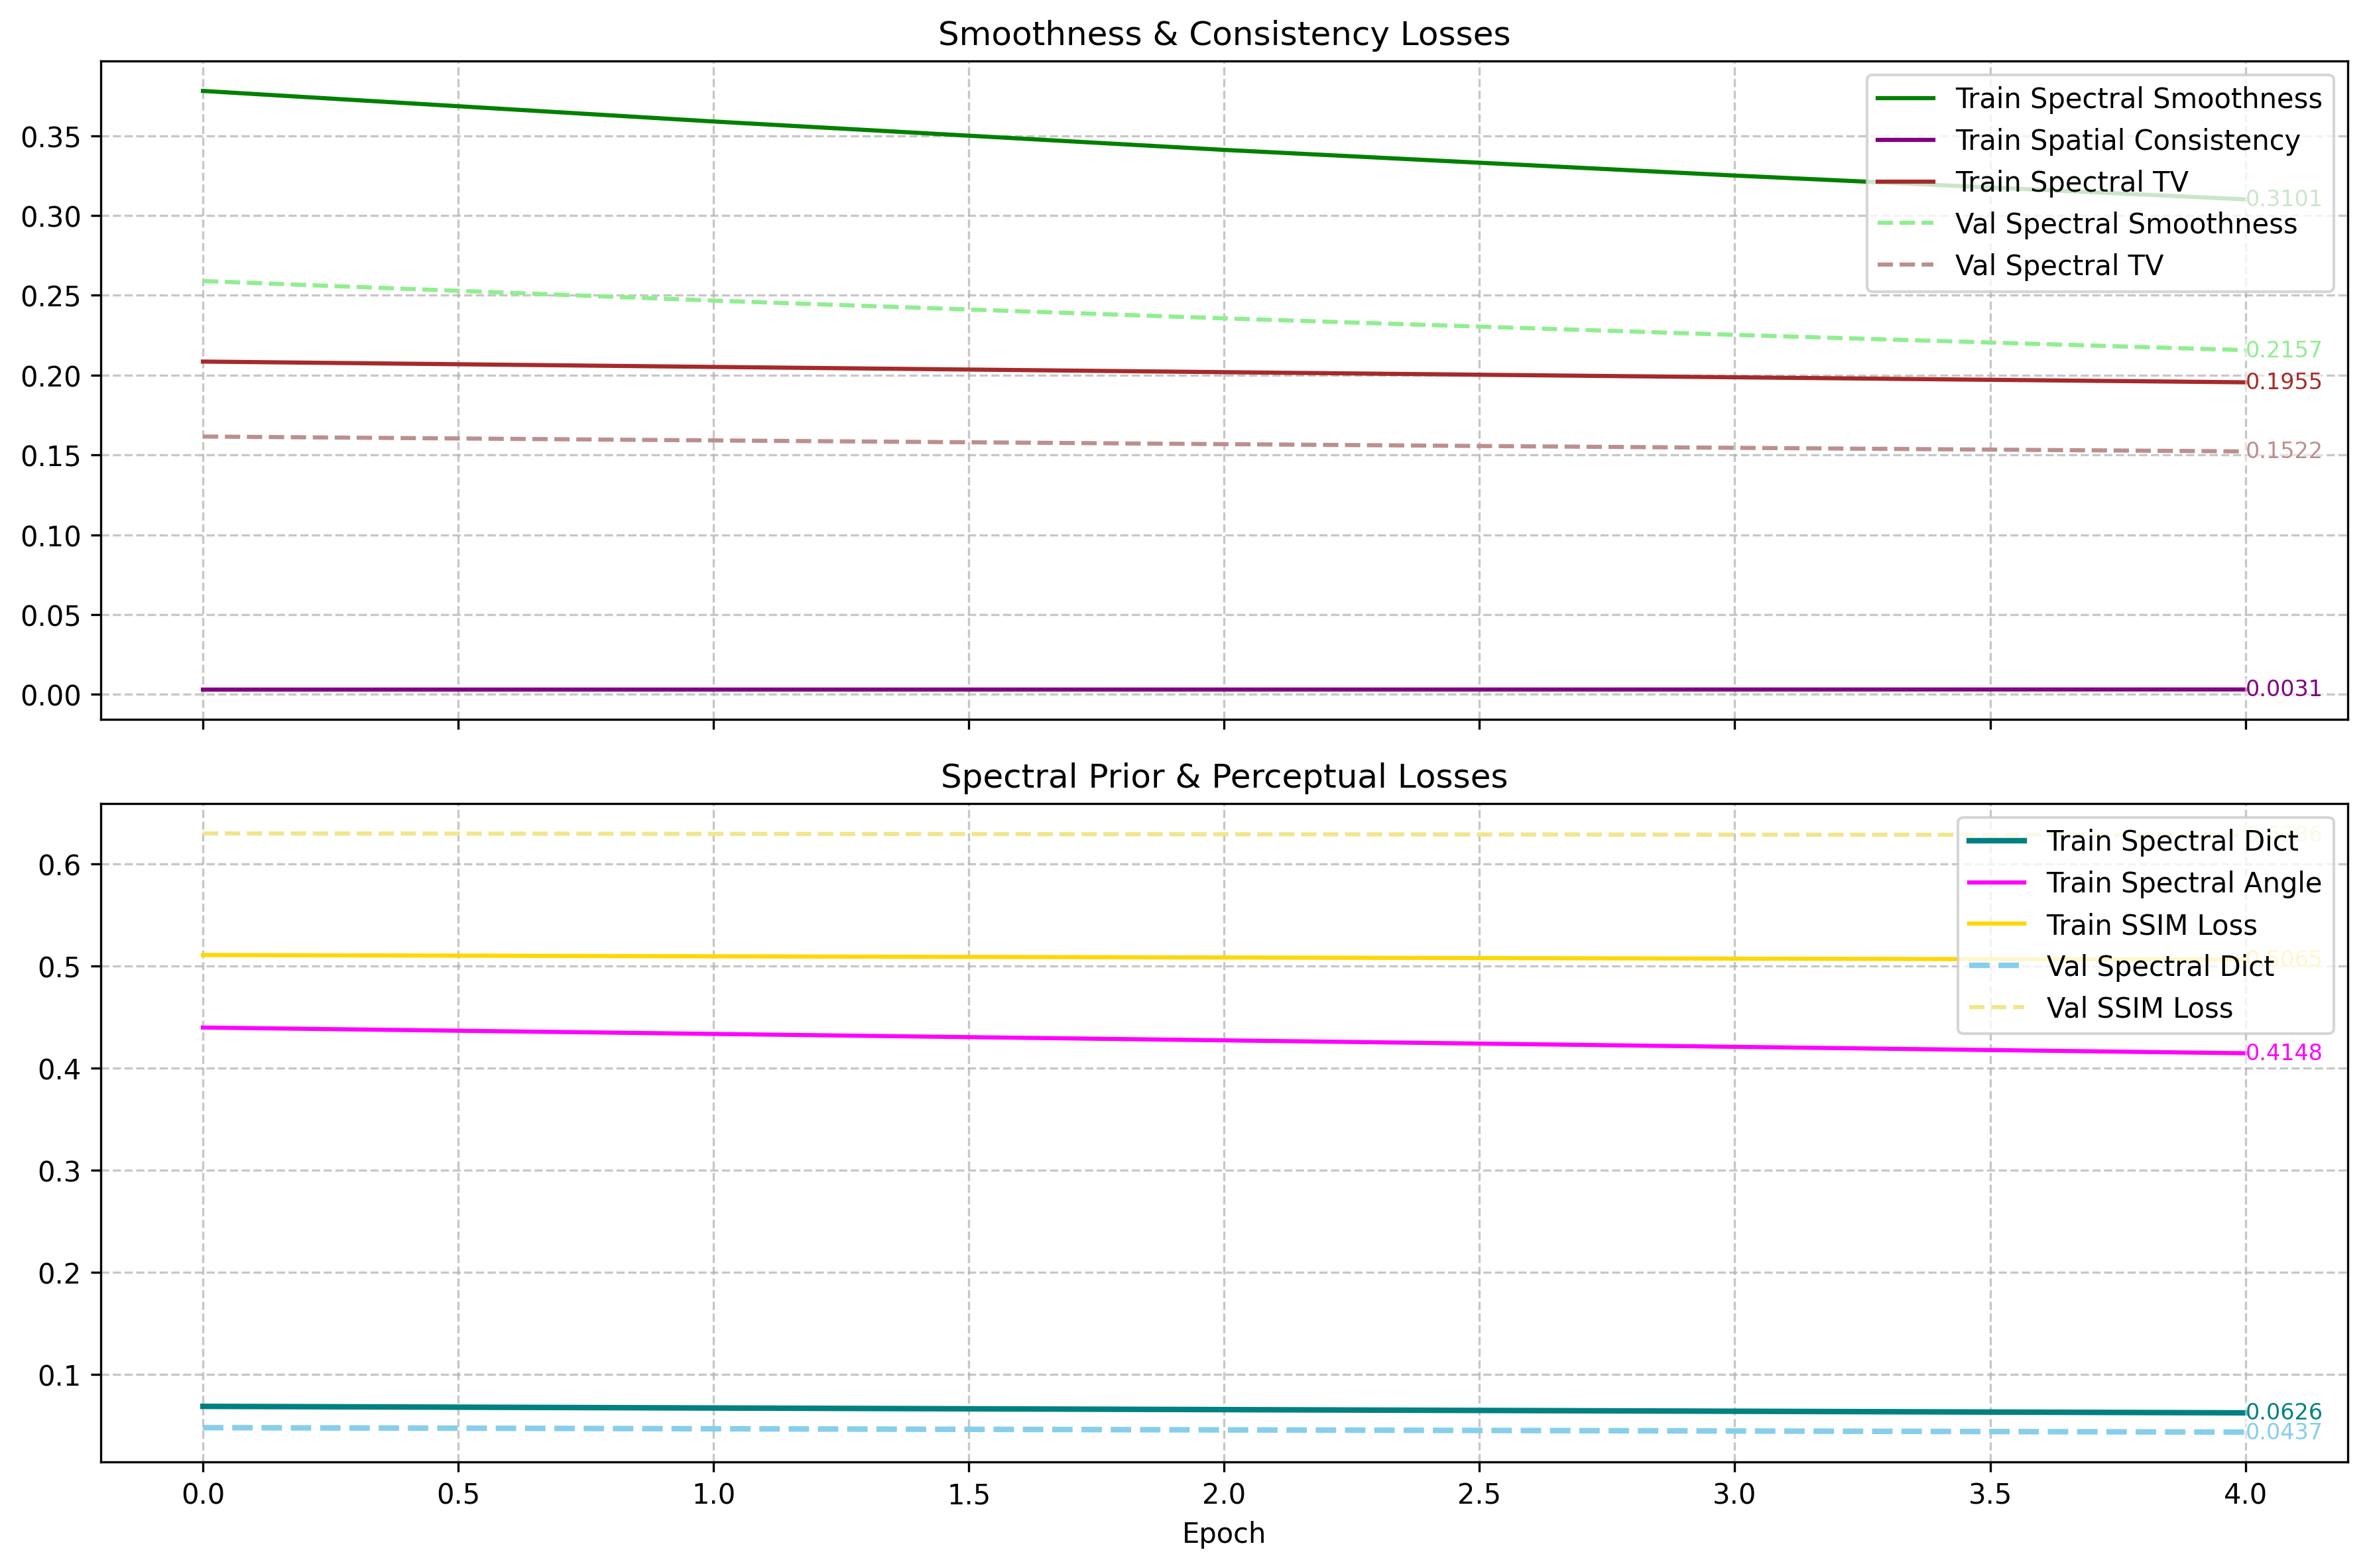 Smoothness & Consistency Losses
0.35
0.30
0.25
0.20
0.15
0.10
0.05
0.00
Train Spectral Smoothness
Train Spatial Consistency
Train Spectral TV
Val Spectral Smoothness
Val Spectral TV
0.3101
0.2157
0.1955
0.1522
0.0031
Spectral Prior & Perceptual Losses
0.6
0.5
0.4
0.3
0.2
0.1
Train Spectral Dict
Train Spectral Angle
Train SSIM Loss
Val Spectral Dict
Val SSIM Loss
0.5065
0.4148
0.0626
0.0437
0.0
0.5
1.0
1.5
2.0
2.5
3.0
3.5
4.0
Epoch